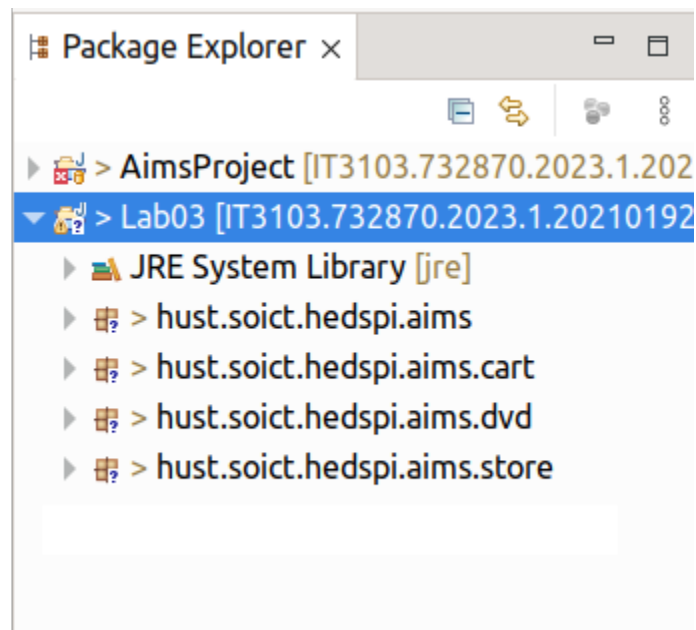 Package Explorer ×
> AimsProject [IT3103.732870.2023.1.202
> Lab03 [IT3103.732870.2023.1.20210192
JRE System Library [jre]
> hust.soict.hedspi.aims
> hust.soict.hedspi.aims.cart
> hust.soict.hedspi.aims.dvd
> hust.soict.hedspi.aims.store